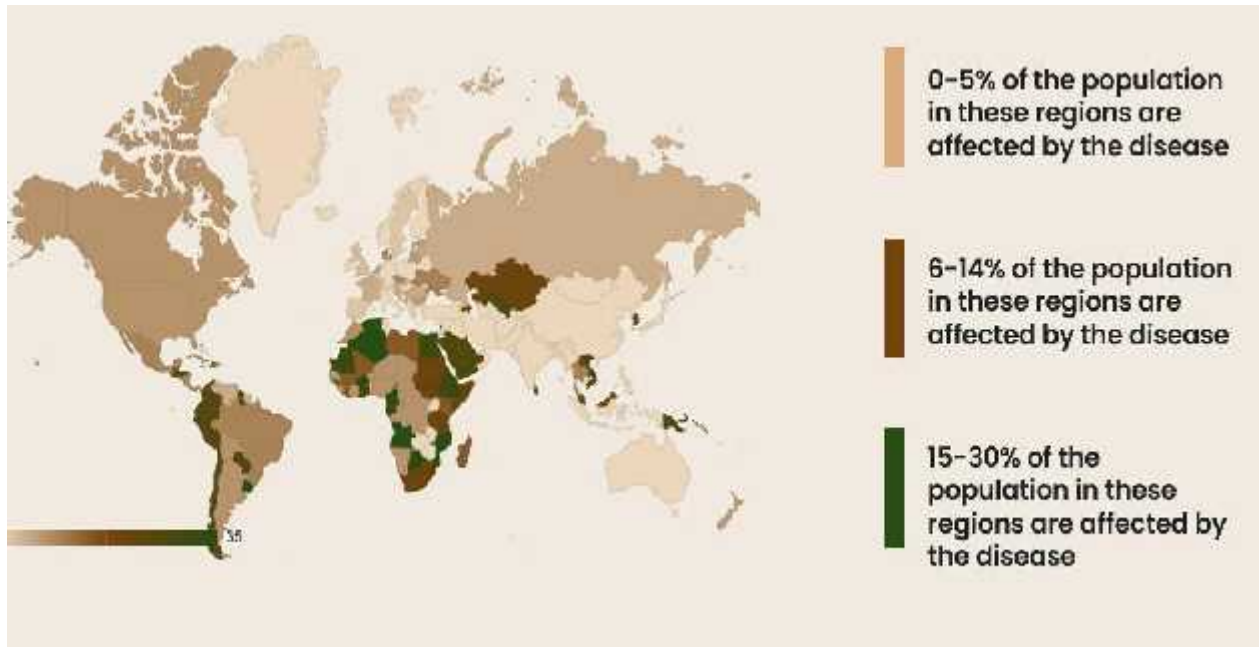 0-5% of the population
in these regions are
affected by the disease
6-14% of the population
in these regions are
affected by the disease
15-30% of the
population in these
regions are affected by
the disease
35